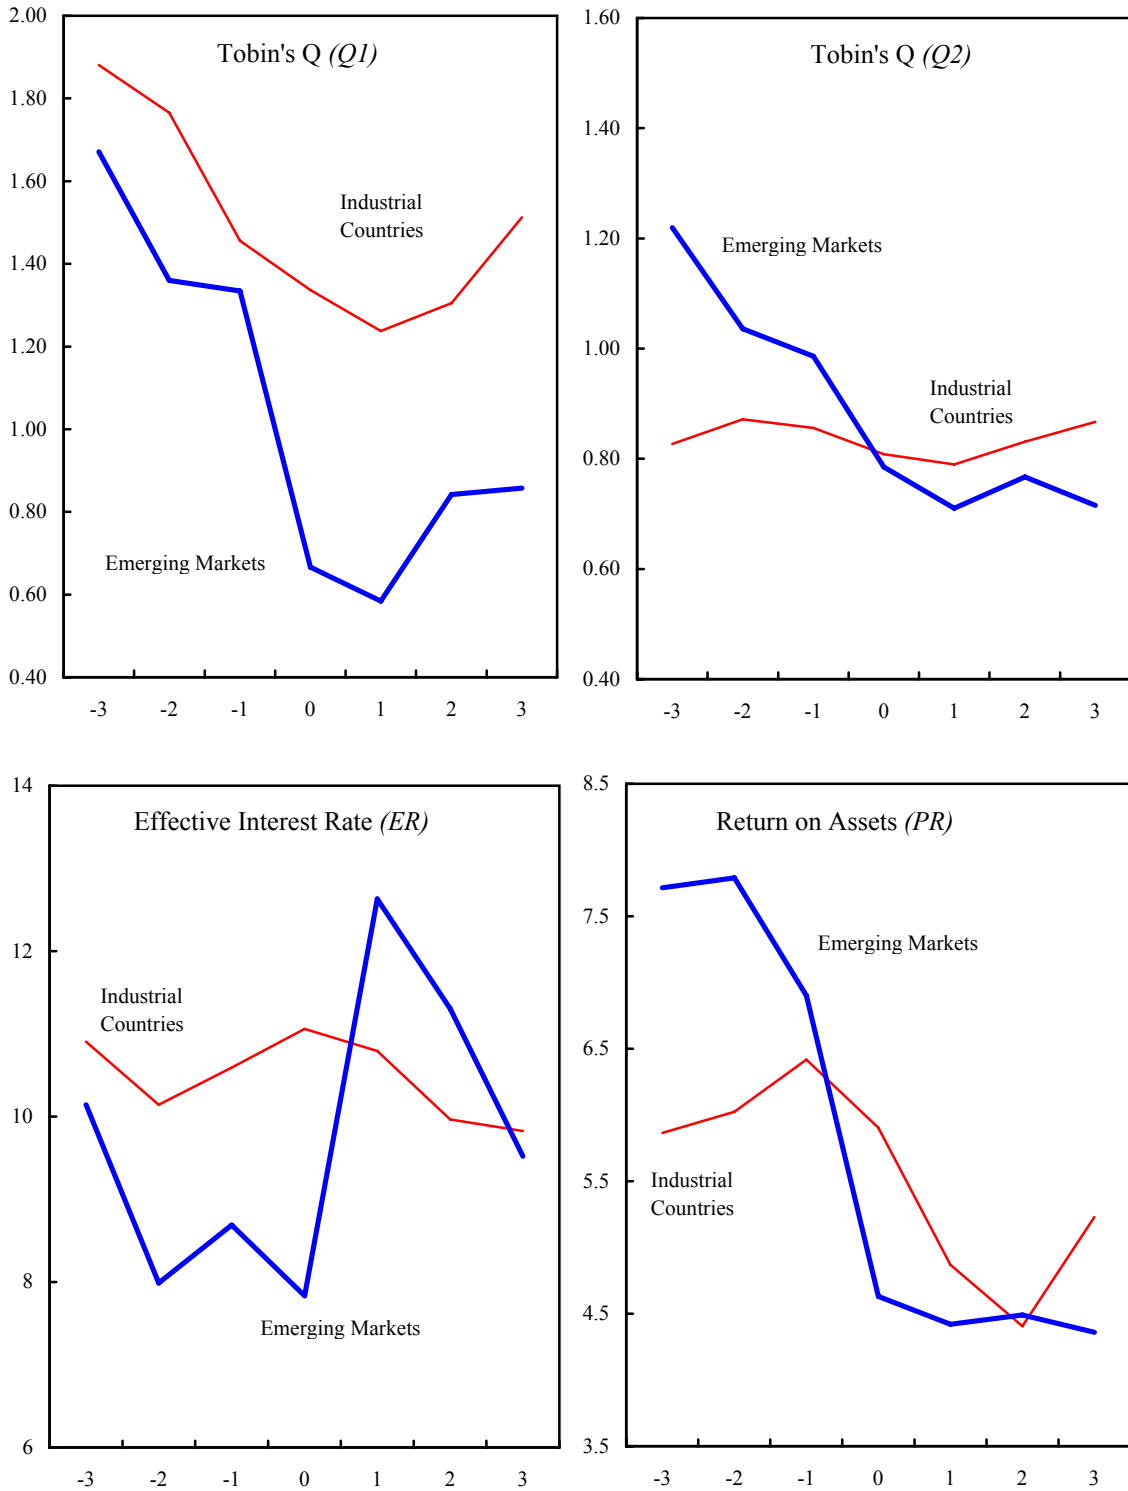 Tobin's Q (Q1)
2.00
1.80
1.60
1.40
1.20
1.00
0.80
0.60
0.40
Industrial
Countries
Emerging Markets
-3 -2 -1 0 1 2 3
Tobin's Q (Q2)
1.60
1.40
1.20
1.00
0.80
0.60
0.40
Emerging Markets
Industrial
Countries
-3 -2 -1 0 1 2 3
Effective Interest Rate (ER)
14
12
10
8
6
Industrial
Countries
Emerging Markets
-3 -2 -1 0 1 2 3
Return on Assets (PR)
8.5
7.5
6.5
5.5
4.5
3.5
Emerging Markets
Industrial
Countries
-3 -2 -1 0 1 2 3